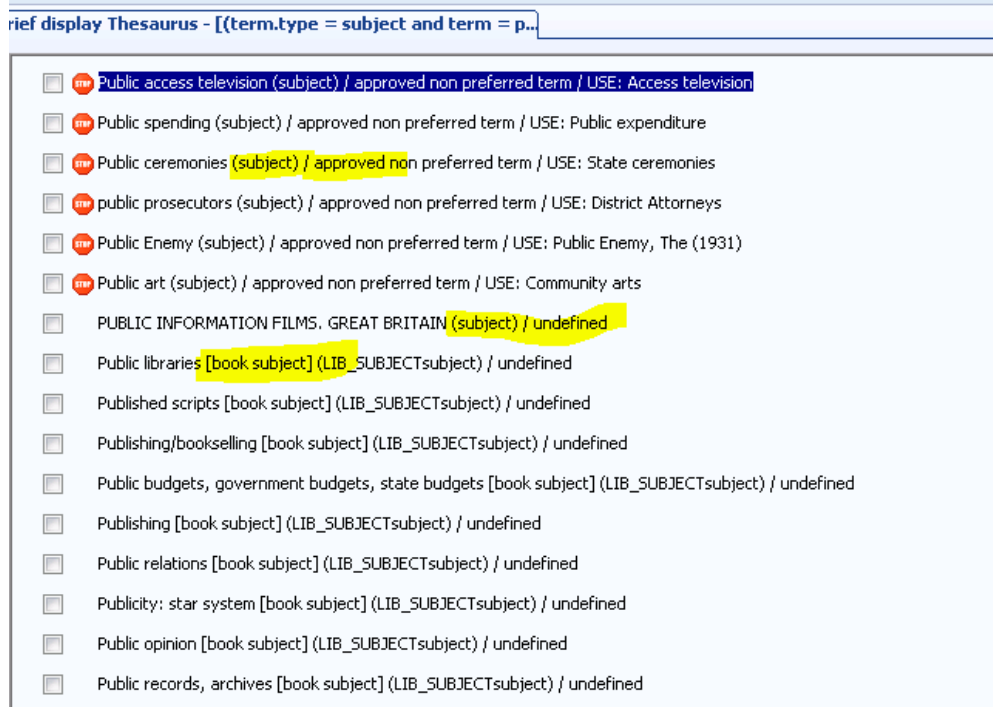 rief display Thesaurus - [(term.type = subject and term = p...
STOP Public access television (subject) / approved non preferred term / USE: Access television
STOP Public spending (subject) / approved non preferred term / USE: Public expenditure
STOP Public ceremonies (subject) / approved non preferred term / USE: State ceremonies
STOP public prosecutors (subject) / approved non preferred term / USE: District Attorneys
STOP Public Enemy (subject) / approved non preferred term / USE: Public Enemy, The (1931)
STOP Public art (subject) / approved non preferred term / USE: Community arts
PUBLIC INFORMATION FILMS. GREAT BRITAIN (subject) / undefined
Public libraries [book subject] (LIB_SUBJECTsubject) / undefined
Published scripts [book subject] (LIB_SUBJECTsubject) / undefined
Publishing/bookselling [book subject] (LIB_SUBJECTsubject) / undefined
Public budgets, government budgets, state budgets [book subject] (LIB_SUBJECTsubject) / undefined
Publishing [book subject] (LIB_SUBJECTsubject) / undefined
Public relations [book subject] (LIB_SUBJECTsubject) / undefined
Publicity: star system [book subject] (LIB_SUBJECTsubject) / undefined
Public opinion [book subject] (LIB_SUBJECTsubject) / undefined
Public records, archives [book subject] (LIB_SUBJECTsubject) / undefined